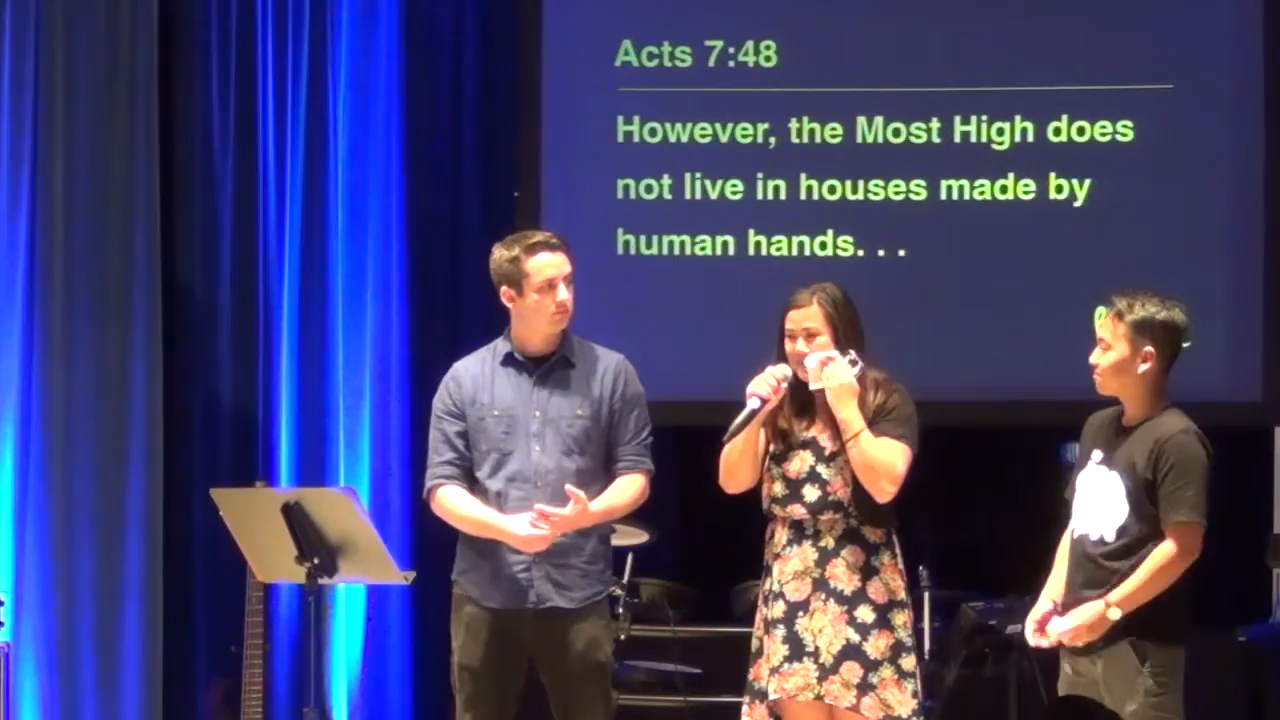 Acts 7:48
However, the Most High does
not live in houses made by
human hands. . .